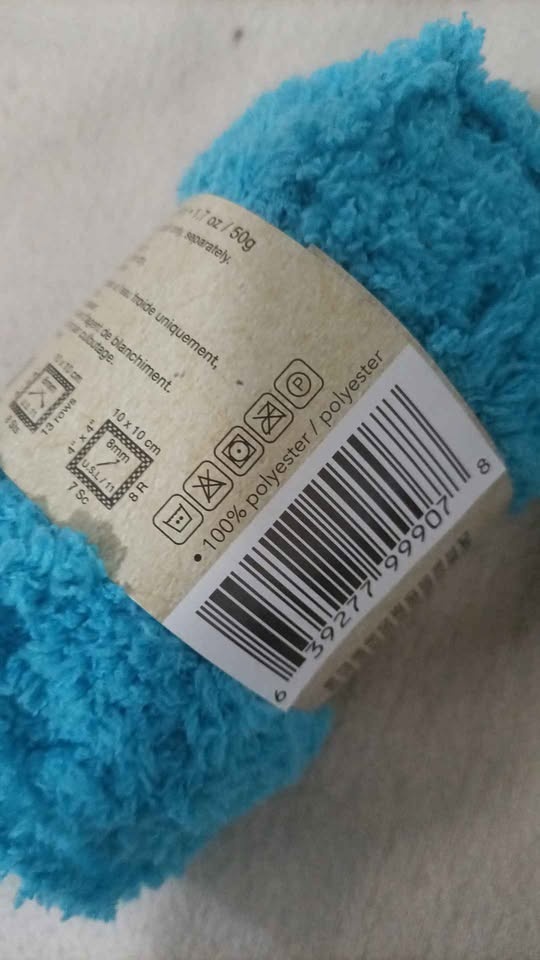 1.7 oz / 50g
separately.
froide uniquement,
de blanchiment.
culbutage.
10 x 10 cm
13 rows
10 x 10 cm
4" x 4"
8mm
U.S.L/11
8 R
7 Sc
P
• 100% polyester / polyester
6 39277 99907 8